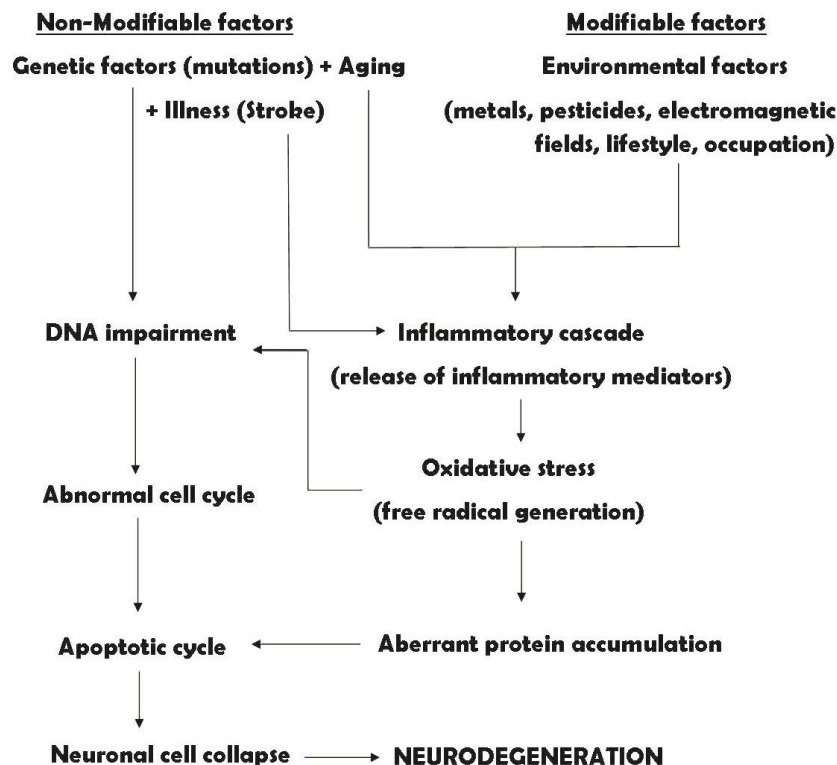 Non-Modifiable factors
Modifiable factors
Genetic factors (mutations) + Aging
Environmental factors
+ Illness (Stroke)
(metals, pesticides, electromagnetic
fields, lifestyle, occupation)
DNA impairment
Inflammatory cascade
(release of inflammatory mediators)
Oxidative stress
Abnormal cell cycle
(free radical generation)
Apoptotic cycle
Aberrant protein accumulation
Neuronal cell collapse
NEURODEGENERATION